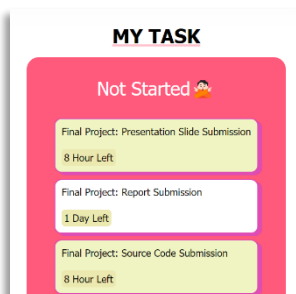 MY TASK
Not Started 🤷
Final Project: Presentation Slide Submission
8 Hour Left
Final Project: Report Submission
1 Day Left
Final Project: Source Code Submission
8 Hour Left